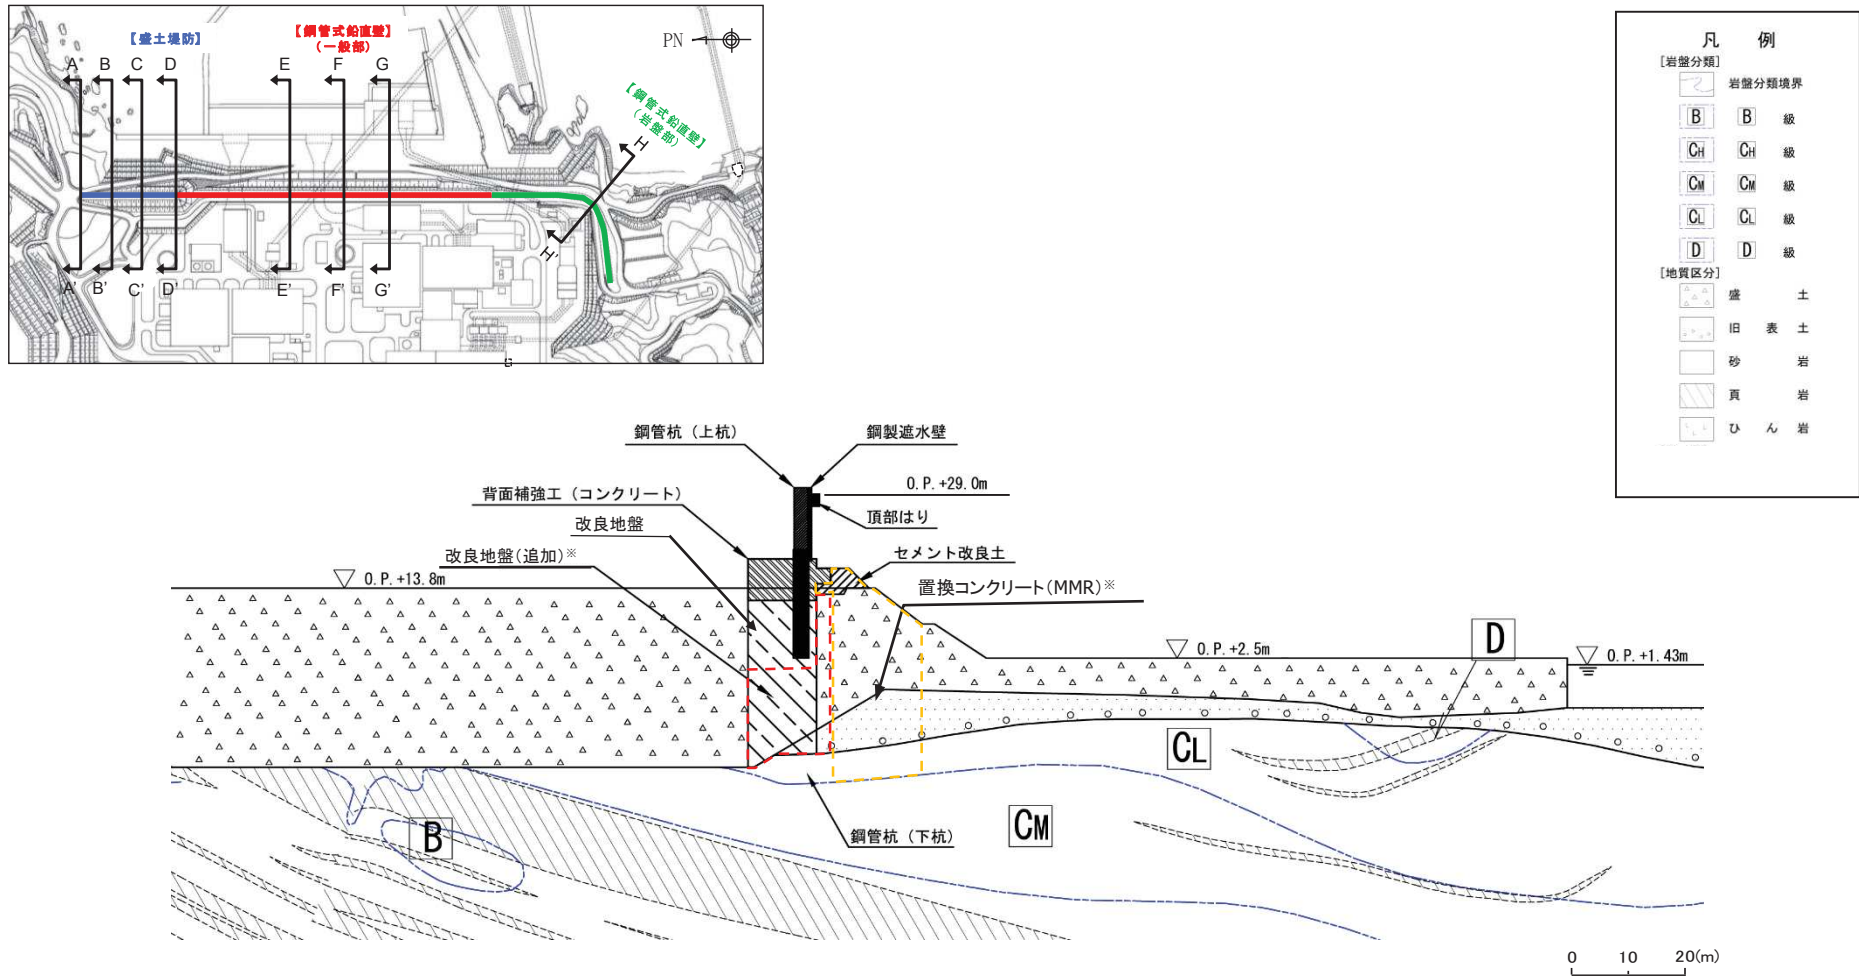 【盛土堤防】
【鋼管式鉛直壁】
(一般部)
PN
A B C D E F G
【鋼管式鉛直壁】
(岩盤部)
H
H'
A' B' C' D' E' F' G'
凡 例
[岩盤分類]
岩盤分類境界
B B 級
CH CH 級
CM CM 級
CL CL 級
D D 級
[地質区分]
盛 土
旧 表 土
砂 岩
頁 岩
ひ ん 岩
鋼管杭（上杭）
鋼製遮水壁
O.P.+29.0m
背面補強工（コンクリート）
頂部はり
改良地盤
セメント改良土
改良地盤(追加)※
置換コンクリート(MMR)※
O.P.+13.8m
O.P.+2.5m
D
O.P.+1.43m
CL
鋼管杭（下杭）
CM
B
0 10 20(m)